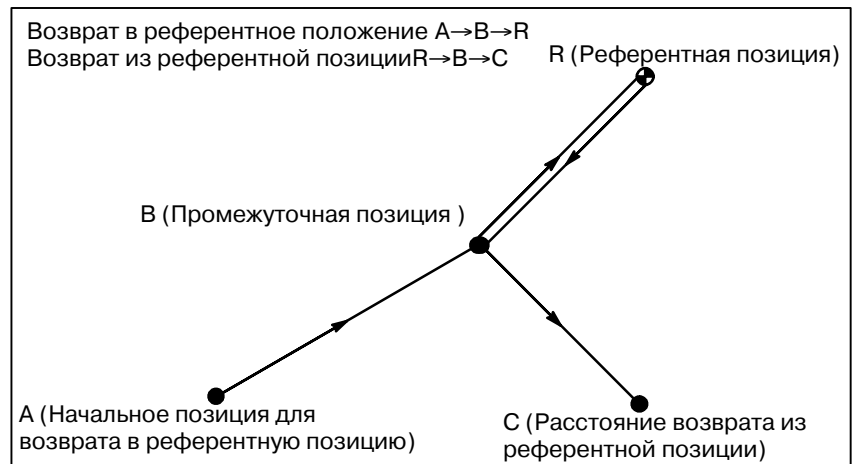 Возврат в референтное положение A→B→R
Возврат из референтной позицииR→B→C
R (Референтная позиция)
B (Промежуточная позиция )
A (Начальное позиция для
возврата в референтную позицию)
C (Расстояние возврата из
референтной позиции)